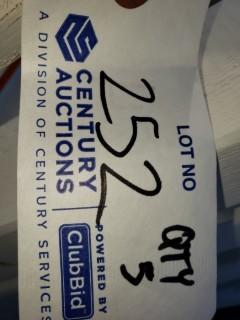 CENTURY
AUCTIONS
A DIVISION OF CENTURY SERVICES
POWERED BY
ClubBid
LOT NO
252
QTY
5